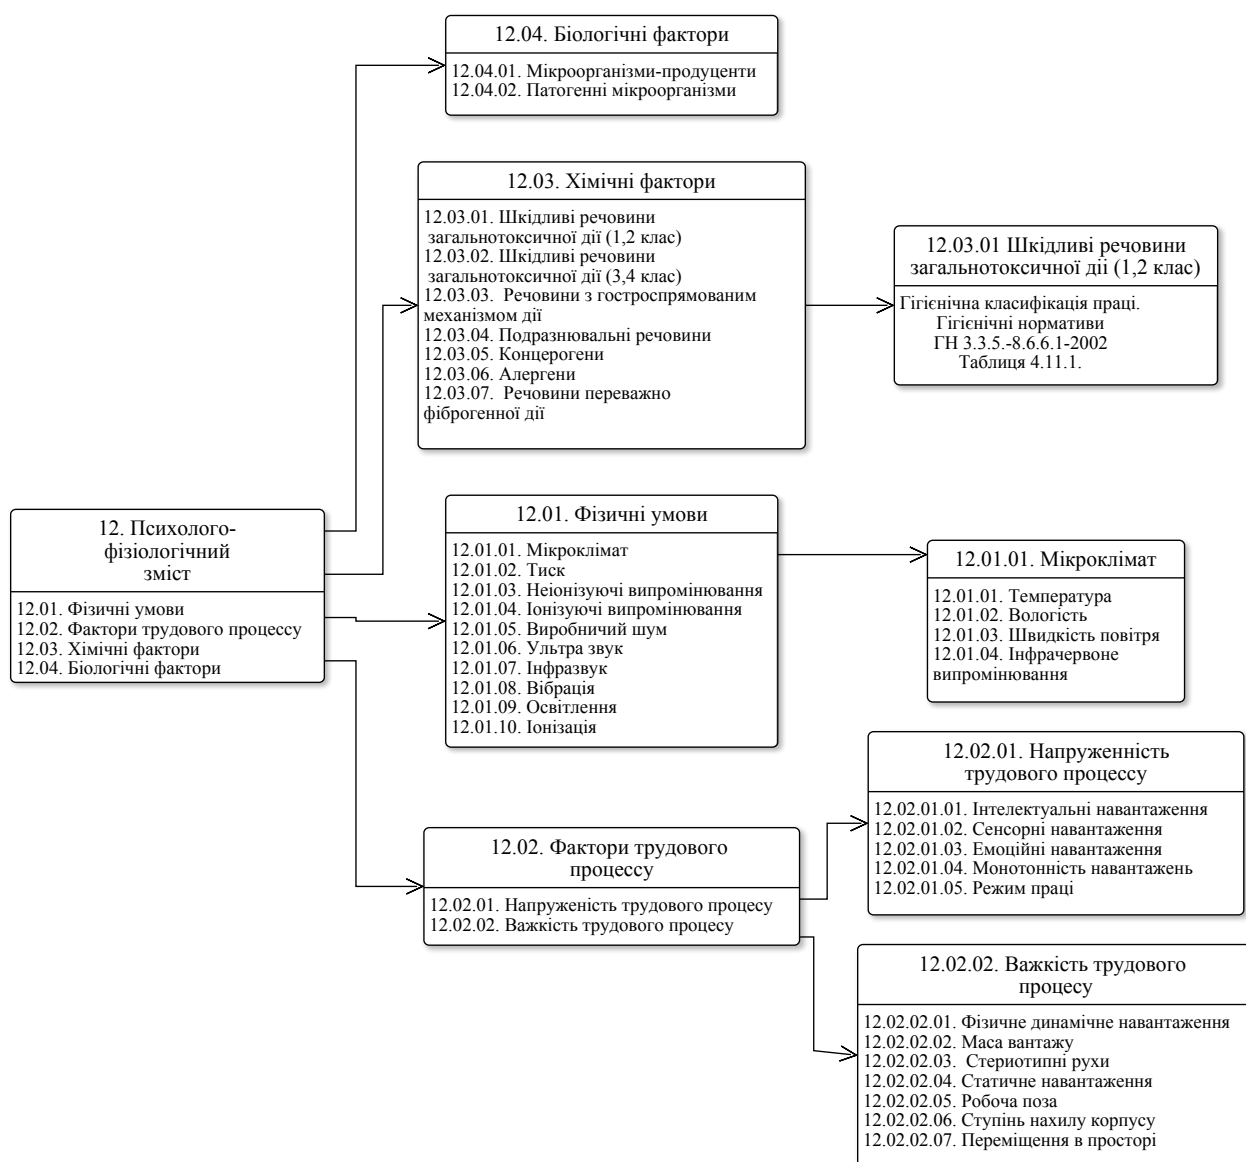 12.04. Біологічні фактори
12.04.01. Мікроорганізми-продуценти
12.04.02. Патогенні мікроорганізми
12.03. Хімічні фактори
12.03.01. Шкідливі речовини
загальнотоксичної дії (1,2 клас)
12.03.02. Шкідливі речовини
загальнотоксичної дії (3,4 клас)
12.03.03. Речовини з гостроспрямованим
механізмом дії
12.03.04. Подразнювальні речовини
12.03.05. Концерогени
12.03.06. Алергени
12.03.07. Речовини переважно
фіброгенної дії
12.03.01 Шкідливі речовини
загальнотоксичної діі (1,2 клас)
Гігієнічна класифікація праці.
Гігієнічні нормативи
ГН 3.3.5.-8.6.6.1-2002
Таблиця 4.11.1.
12. Психолого-
фізіологічний
зміст
12.01. Фізичні умови
12.02. Фактори трудового процессу
12.03. Хімічні фактори
12.04. Біологічні фактори
12.01. Фізичні умови
12.01.01. Мікроклімат
12.01.02. Тиск
12.01.03. Неіонізуючі випромінювання
12.01.04. Іонізуючі випромінювання
12.01.05. Виробничий шум
12.01.06. Ультра звук
12.01.07. Інфразвук
12.01.08. Вібрація
12.01.09. Освітлення
12.01.10. Іонізація
12.01.01. Мікроклімат
12.01.01. Температура
12.01.02. Вологість
12.01.03. Швидкість повітря
12.01.04. Інфрачервоне
випромінювання
12.02. Фактори трудового
процессу
12.02.01. Напруженість трудового процесу
12.02.02. Важкість трудового процесу
12.02.01. Напруженність
трудового процессу
12.02.01.01. Інтелектуальні навантаження
12.02.01.02. Сенсорні навантаження
12.02.01.03. Емоційні навантаження
12.02.01.04. Монотонність навантажень
12.02.01.05. Режим праці
12.02.02. Важкість трудового
процесу
12.02.02.01. Фізичне динамічне навантаження
12.02.02.02. Маса вантажу
12.02.02.03. Стериотипні рухи
12.02.02.04. Статичне навантаження
12.02.02.05. Робоча поза
12.02.02.06. Ступінь нахилу корпусу
12.02.02.07. Переміщення в просторі